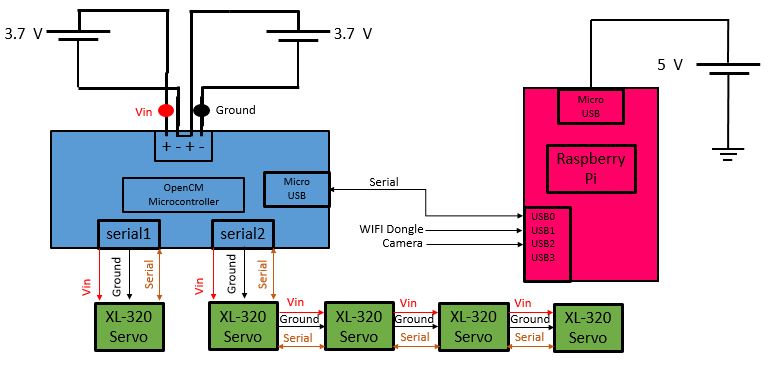 3.7 V
3.7 V
5 V
Vin
Ground
+ - + -
Micro
USB
Raspberry
Pi
OpenCM
Microcontroller
Micro
USB
Serial
USB0
USB1
USB2
USB3
WIFI Dongle
Camera
serial1
serial2
Vin
Ground
Serial
Vin
Ground
Serial
XL-320
Servo
XL-320
Servo
Vin
Ground
Serial
XL-320
Servo
Vin
Ground
Serial
XL-320
Servo
Vin
Ground
Serial
XL-320
Servo